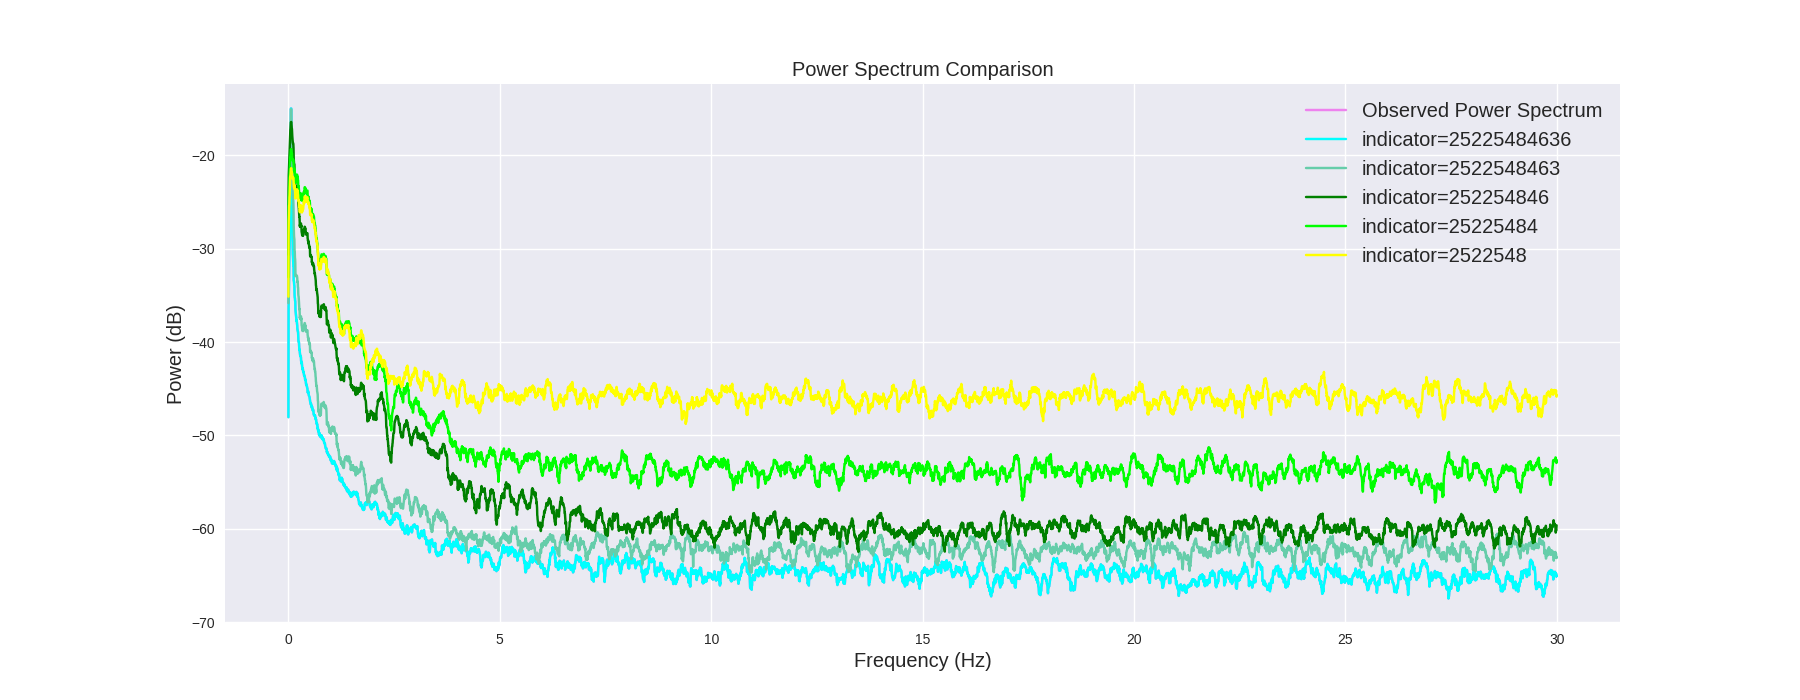 Power Spectrum Comparison
Observed Power Spectrum
indicator=25225484636
indicator=2522548463
indicator=252254846
indicator=25225484
indicator=2522548
−20
−30
−40
−50
−60
−70
Power (dB)
0 5 10 15 20 25 30
Frequency (Hz)